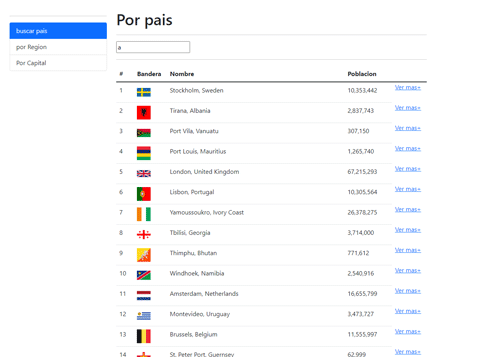 Por pais
buscar pais
por Region
Por Capital
a
# Bandera Nombre Poblacion
1 Stockholm, Sweden 10,353,442 Ver mas+
2 Tirana, Albania 2,837,743 Ver mas+
3 Port Vila, Vanuatu 307,150 Ver mas+
4 Port Louis, Mauritius 1,265,740 Ver mas+
5 London, United Kingdom 67,215,293 Ver mas+
6 Lisbon, Portugal 10,305,564 Ver mas+
7 Yamoussoukro, Ivory Coast 26,378,275 Ver mas+
8 Tbilisi, Georgia 3,714,000 Ver mas+
9 Thimphu, Bhutan 771,612 Ver mas+
10 Windhoek, Namibia 2,540,916 Ver mas+
11 Amsterdam, Netherlands 16,655,799 Ver mas+
12 Montevideo, Uruguay 3,473,727 Ver mas+
13 Brussels, Belgium 11,555,997 Ver mas+
14 St. Peter Port, Guernsey 62,999 Ver mas+